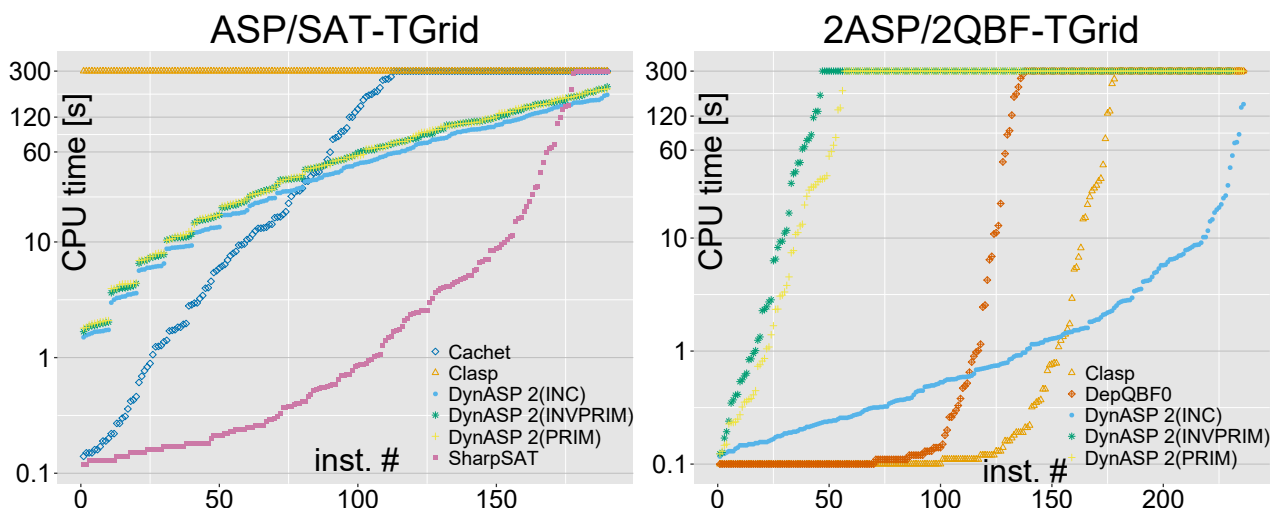 ASP/SAT-TGrid
CPU time [s]
300
120
60
10
1
0.1
0
50
100
150
inst. #
Cachet
Clasp
DynASP 2(INC)
DynASP 2(INVPRIM)
DynASP 2(PRIM)
SharpSAT
2ASP/2QBF-TGrid
CPU time [s]
300
120
60
10
1
0.1
0
50
100
150
200
inst. #
Clasp
DepQBF0
DynASP 2(INC)
DynASP 2(INVPRIM)
DynASP 2(PRIM)